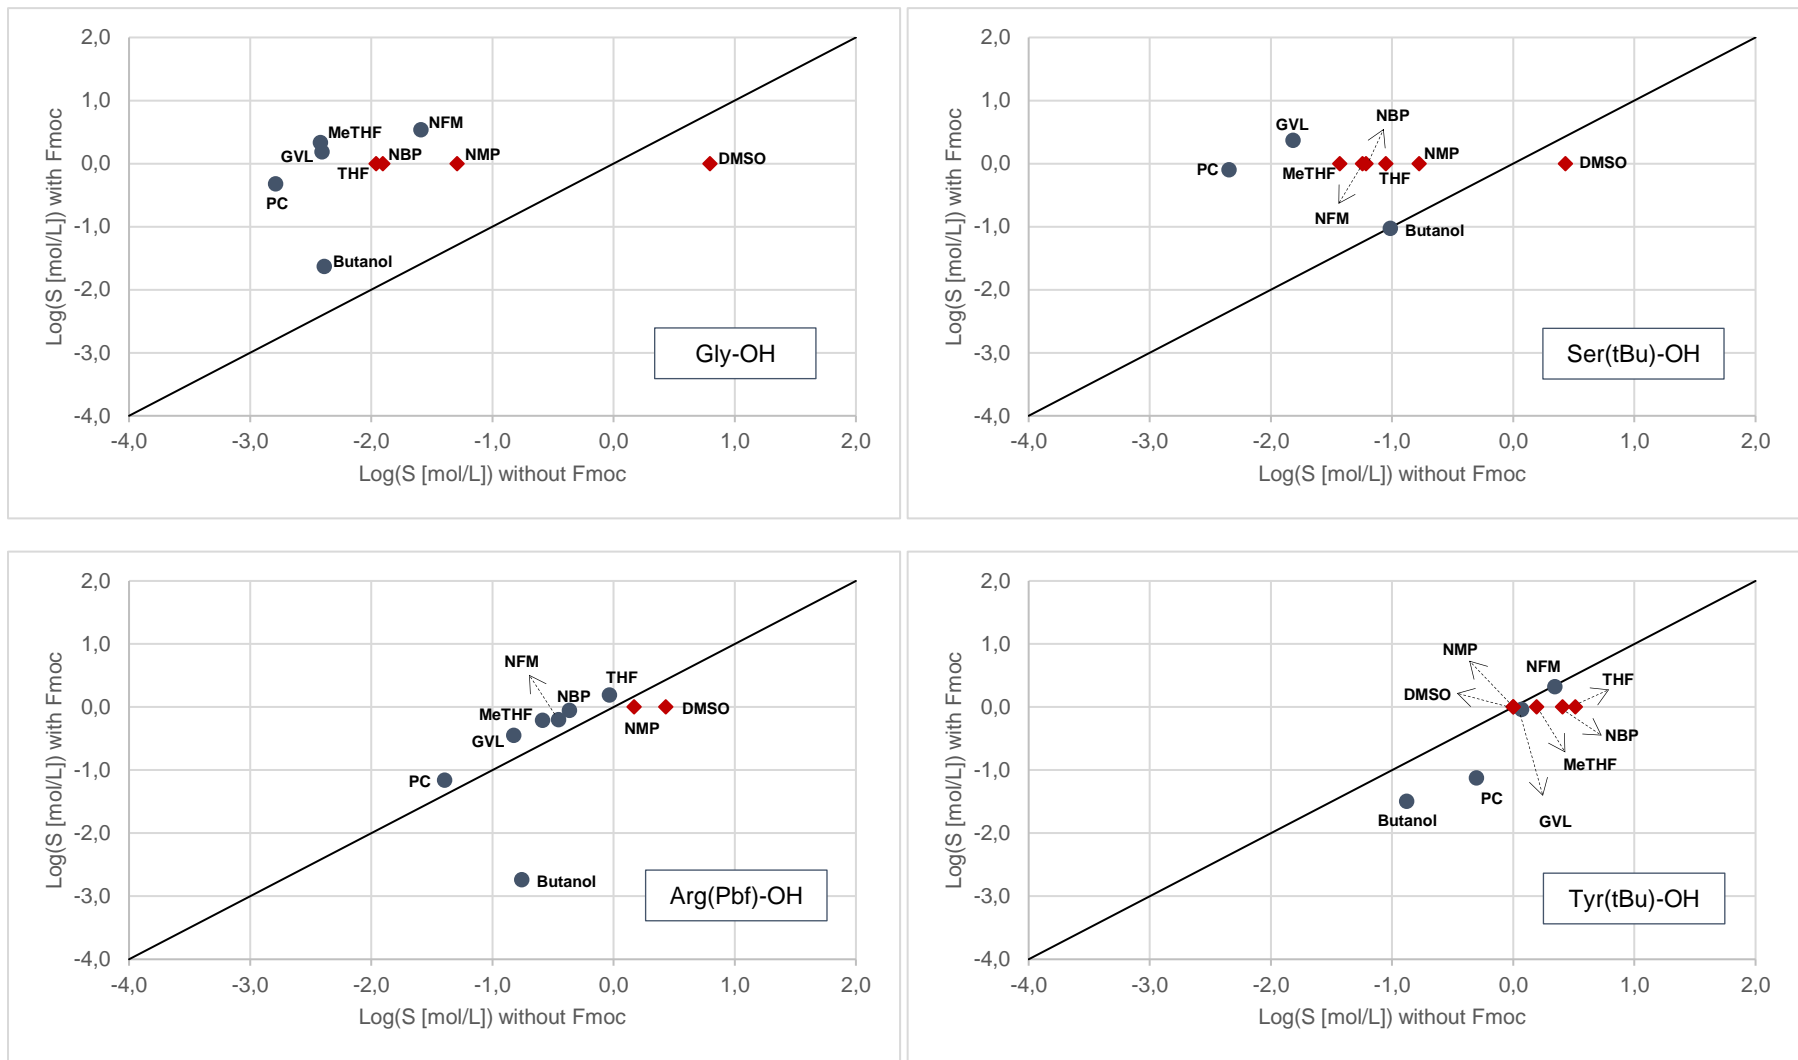 Log(S [mol/L]) with Fmoc
2,0
1,0
0,0
-1,0
-2,0
-3,0
-4,0
MeTHF
NFM
GVL
NBP
NMP
DMSO
THF
PC
Butanol
Gly-OH
-4,0 -3,0 -2,0 -1,0 0,0 1,0 2,0
Log(S [mol/L]) without Fmoc
Log(S [mol/L]) with Fmoc
2,0
1,0
0,0
-1,0
-2,0
-3,0
-4,0
NBP
GVL
NMP
DMSO
PC
MeTHF
THF
NFM
Butanol
Ser(tBu)-OH
-4,0 -3,0 -2,0 -1,0 0,0 1,0 2,0
Log(S [mol/L]) without Fmoc
Log(S [mol/L]) with Fmoc
2,0
1,0
0,0
-1,0
-2,0
-3,0
-4,0
NFM
THF
NBP
MeTHF
DMSO
NMP
GVL
PC
Butanol
Arg(Pbf)-OH
-4,0 -3,0 -2,0 -1,0 0,0 1,0 2,0
Log(S [mol/L]) without Fmoc
Log(S [mol/L]) with Fmoc
2,0
1,0
0,0
-1,0
-2,0
-3,0
-4,0
NMP
NFM
THF
DMSO
NBP
MeTHF
PC
Butanol
GVL
Tyr(tBu)-OH
-4,0 -3,0 -2,0 -1,0 0,0 1,0 2,0
Log(S [mol/L]) without Fmoc